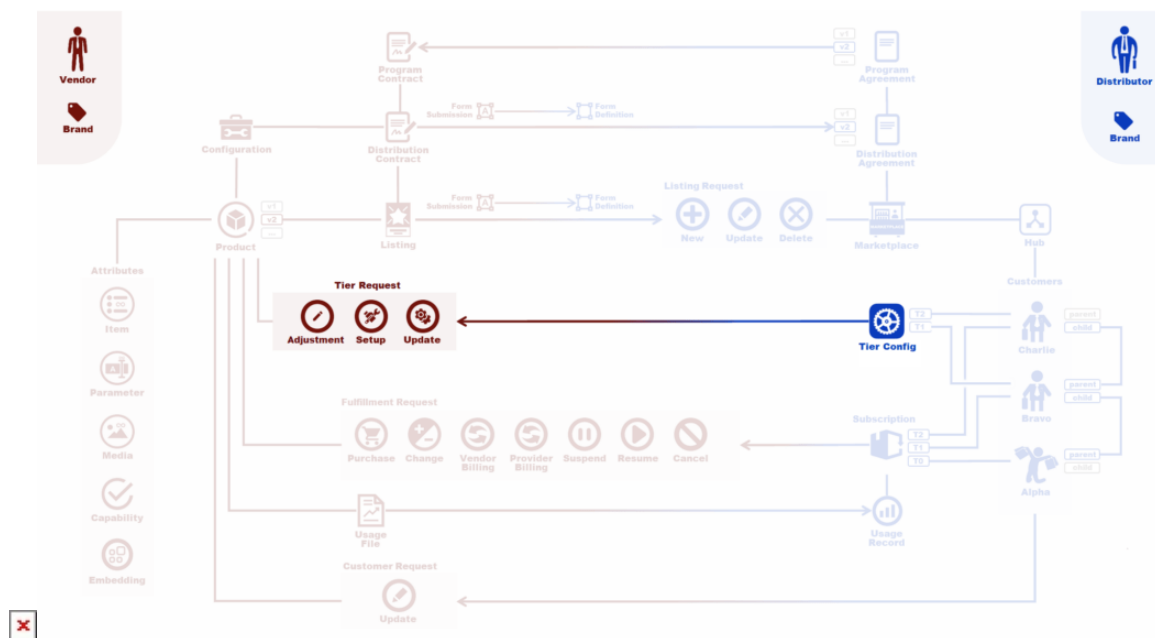 Vendor
Brand
Distributor
Brand
Program
Contract
v1
v2
...
Program
Agreement
Configuration
Distribution
Contract
Form
Submission
A
Form
Definition
v1
v2
...
Distribution
Agreement
Product
v1
v2
...
Listing
Form
Submission
A
Form
Definition
Listing Request
New
Update
Delete
Marketplace
Hub
Attributes
Item
Parameter
Media
Capability
Embedding
Tier Request
Adjustment
Setup
Update
Tier Config
T2
T1
Customers
Charlie
parent
child
Bravo
parent
child
Alpha
parent
child
Fulfillment Request
Purchase
Change
Vendor
Billing
Provider
Billing
Suspend
Resume
Cancel
Subscription
T2
T1
T0
Usage
File
Usage
Record
Customer Request
Update